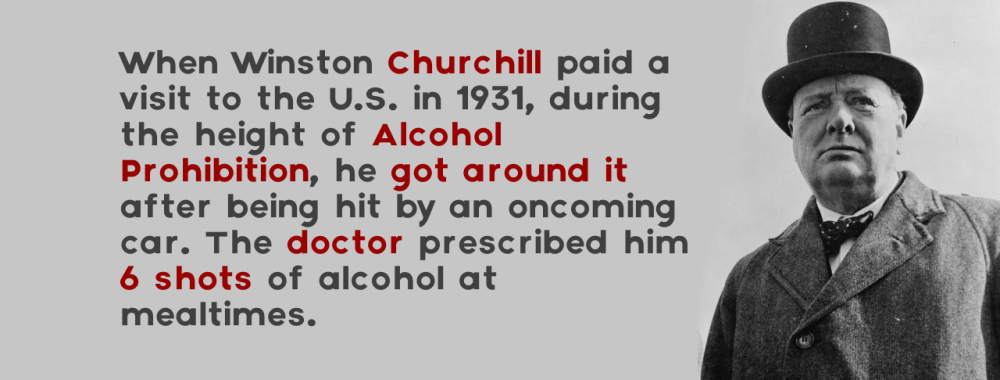 When Winston Churchill paid a
visit to the U.S. in 1931, during
the height of Alcohol
Prohibition, he got around it
after being hit by an oncoming
car. The doctor prescribed him
6 shots of alcohol at
mealtimes.